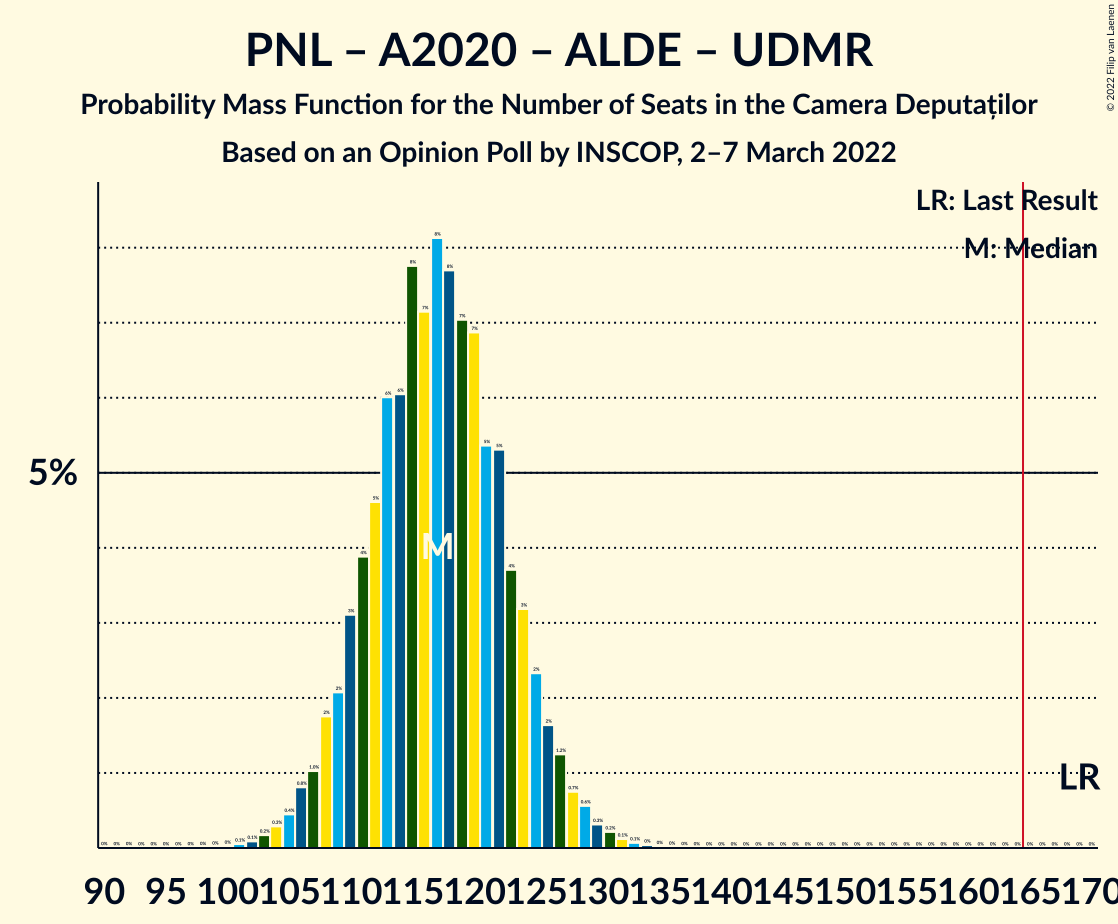 PNL – A2020 – ALDE – UDMR
Probability Mass Function for the Number of Seats in the Camera Deputaților
Based on an Opinion Poll by INSCOP, 2–7 March 2022
© 2022 Filip van Laenen
LR: Last Result
M: Median
5%
M
LR
90 95 100 105 110 115 120 125 130 135 140 145 150 155 160 165 170